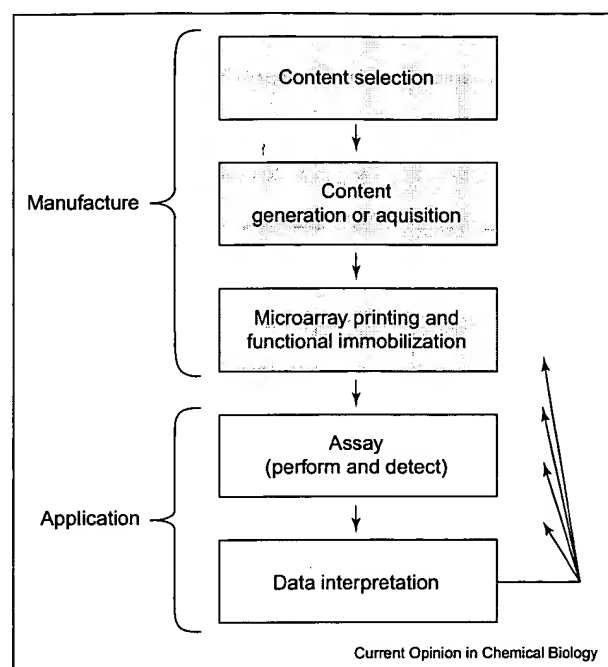 Content selection
Content
generation or aquisition
Manufacture
Microarray printing and
functional immobilization
Assay
(perform and detect)
Application
Data interpretation
Current Opinion in Chemical Biology